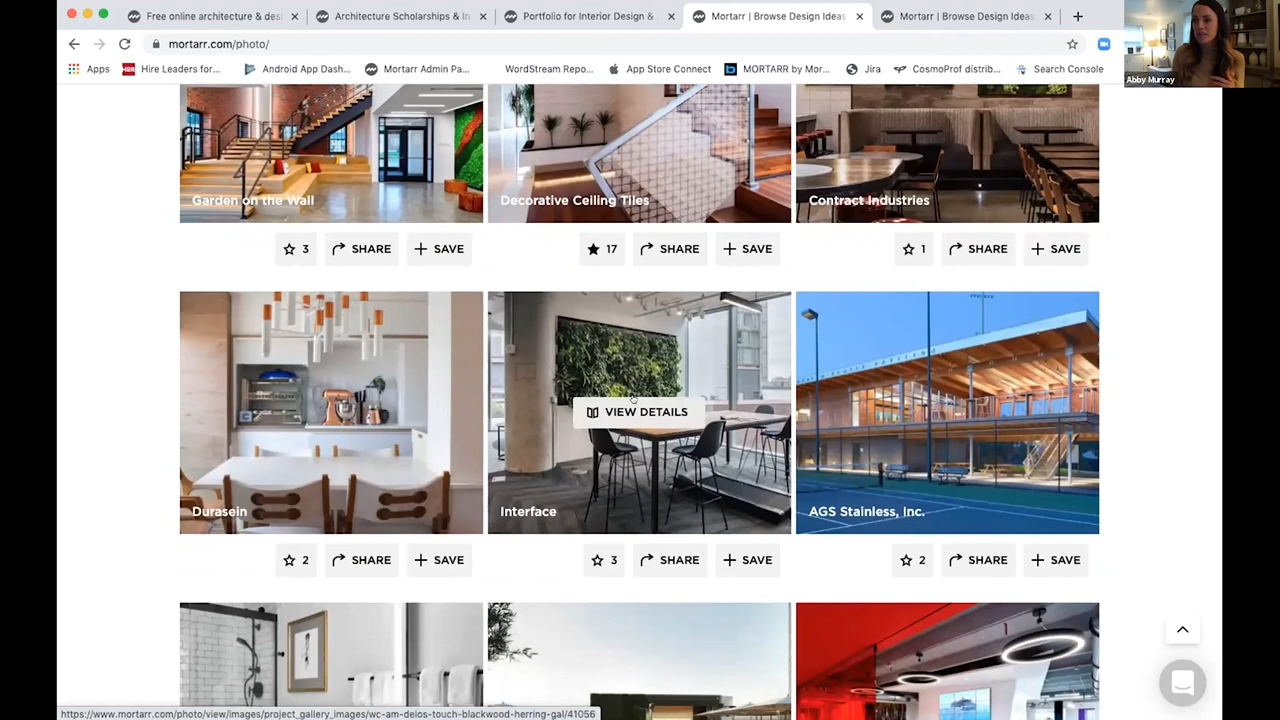 Free online architecture & desi
Architecture Scholarships & In
Portfolio for Interior Design &
Mortarr | Browse Design Ideas
Mortarr | Browse Design Ideas
mortarr.com/photo/
Apps
HBR
Hire Leaders for...
Android App Dash...
Mortarr Admin Pa...
WordStream Repo...
App Store Connect
MORTARR by Mor...
Jira
CosmoProf distrib...
Search Console
Abby Murray
Garden on the Wall
Decorative Ceiling Tiles
Contract Industries
3 SHARE SAVE
17 SHARE SAVE
1 SHARE SAVE
VIEW DETAILS
Durasein
Interface
AGS Stainless, Inc.
2 SHARE SAVE
3 SHARE SAVE
2 SHARE SAVE
https://www.mortarr.com/photo/view/images/project_gallery_images/wc-am-delos-touch-blackwood-herring-gal/41056